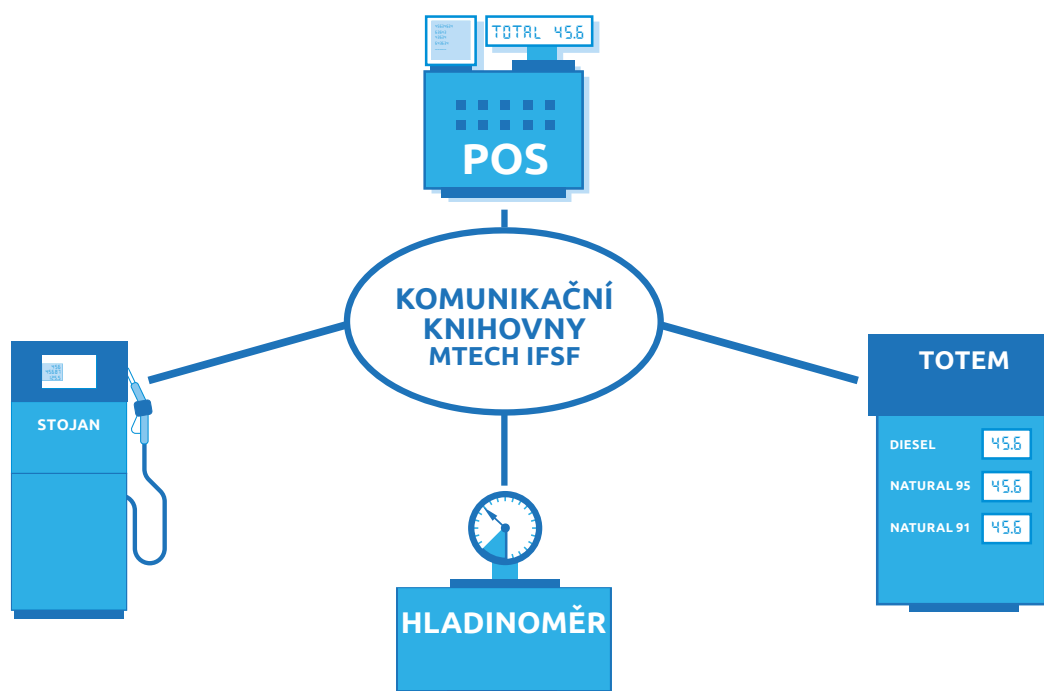 TOTAL 45.6
POS
KOMUNIKAČNÍ
KNIHOVNY
MTECH IFSF
STOJAN
TOTEM
DIESEL 45.6
NATURAL 95 45.6
NATURAL 91 45.6
HLADINOMĚR